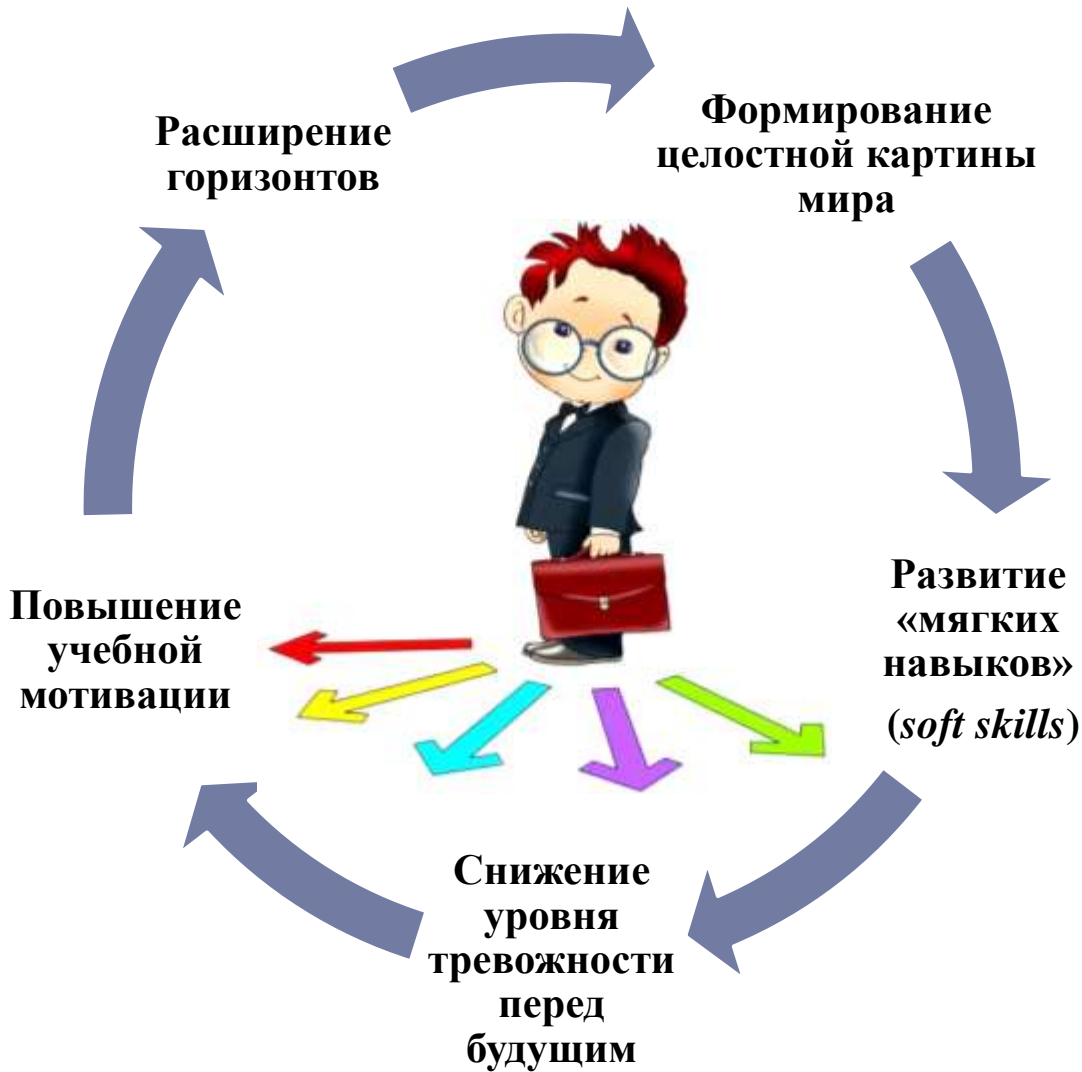 Расширение
горизонтов
Формирование
целостной картины
мира
Развитие
«мягких
навыков»
(soft skills)
Снижение
уровня
тревожности
перед
будущим
Повышение
учебной
мотивации